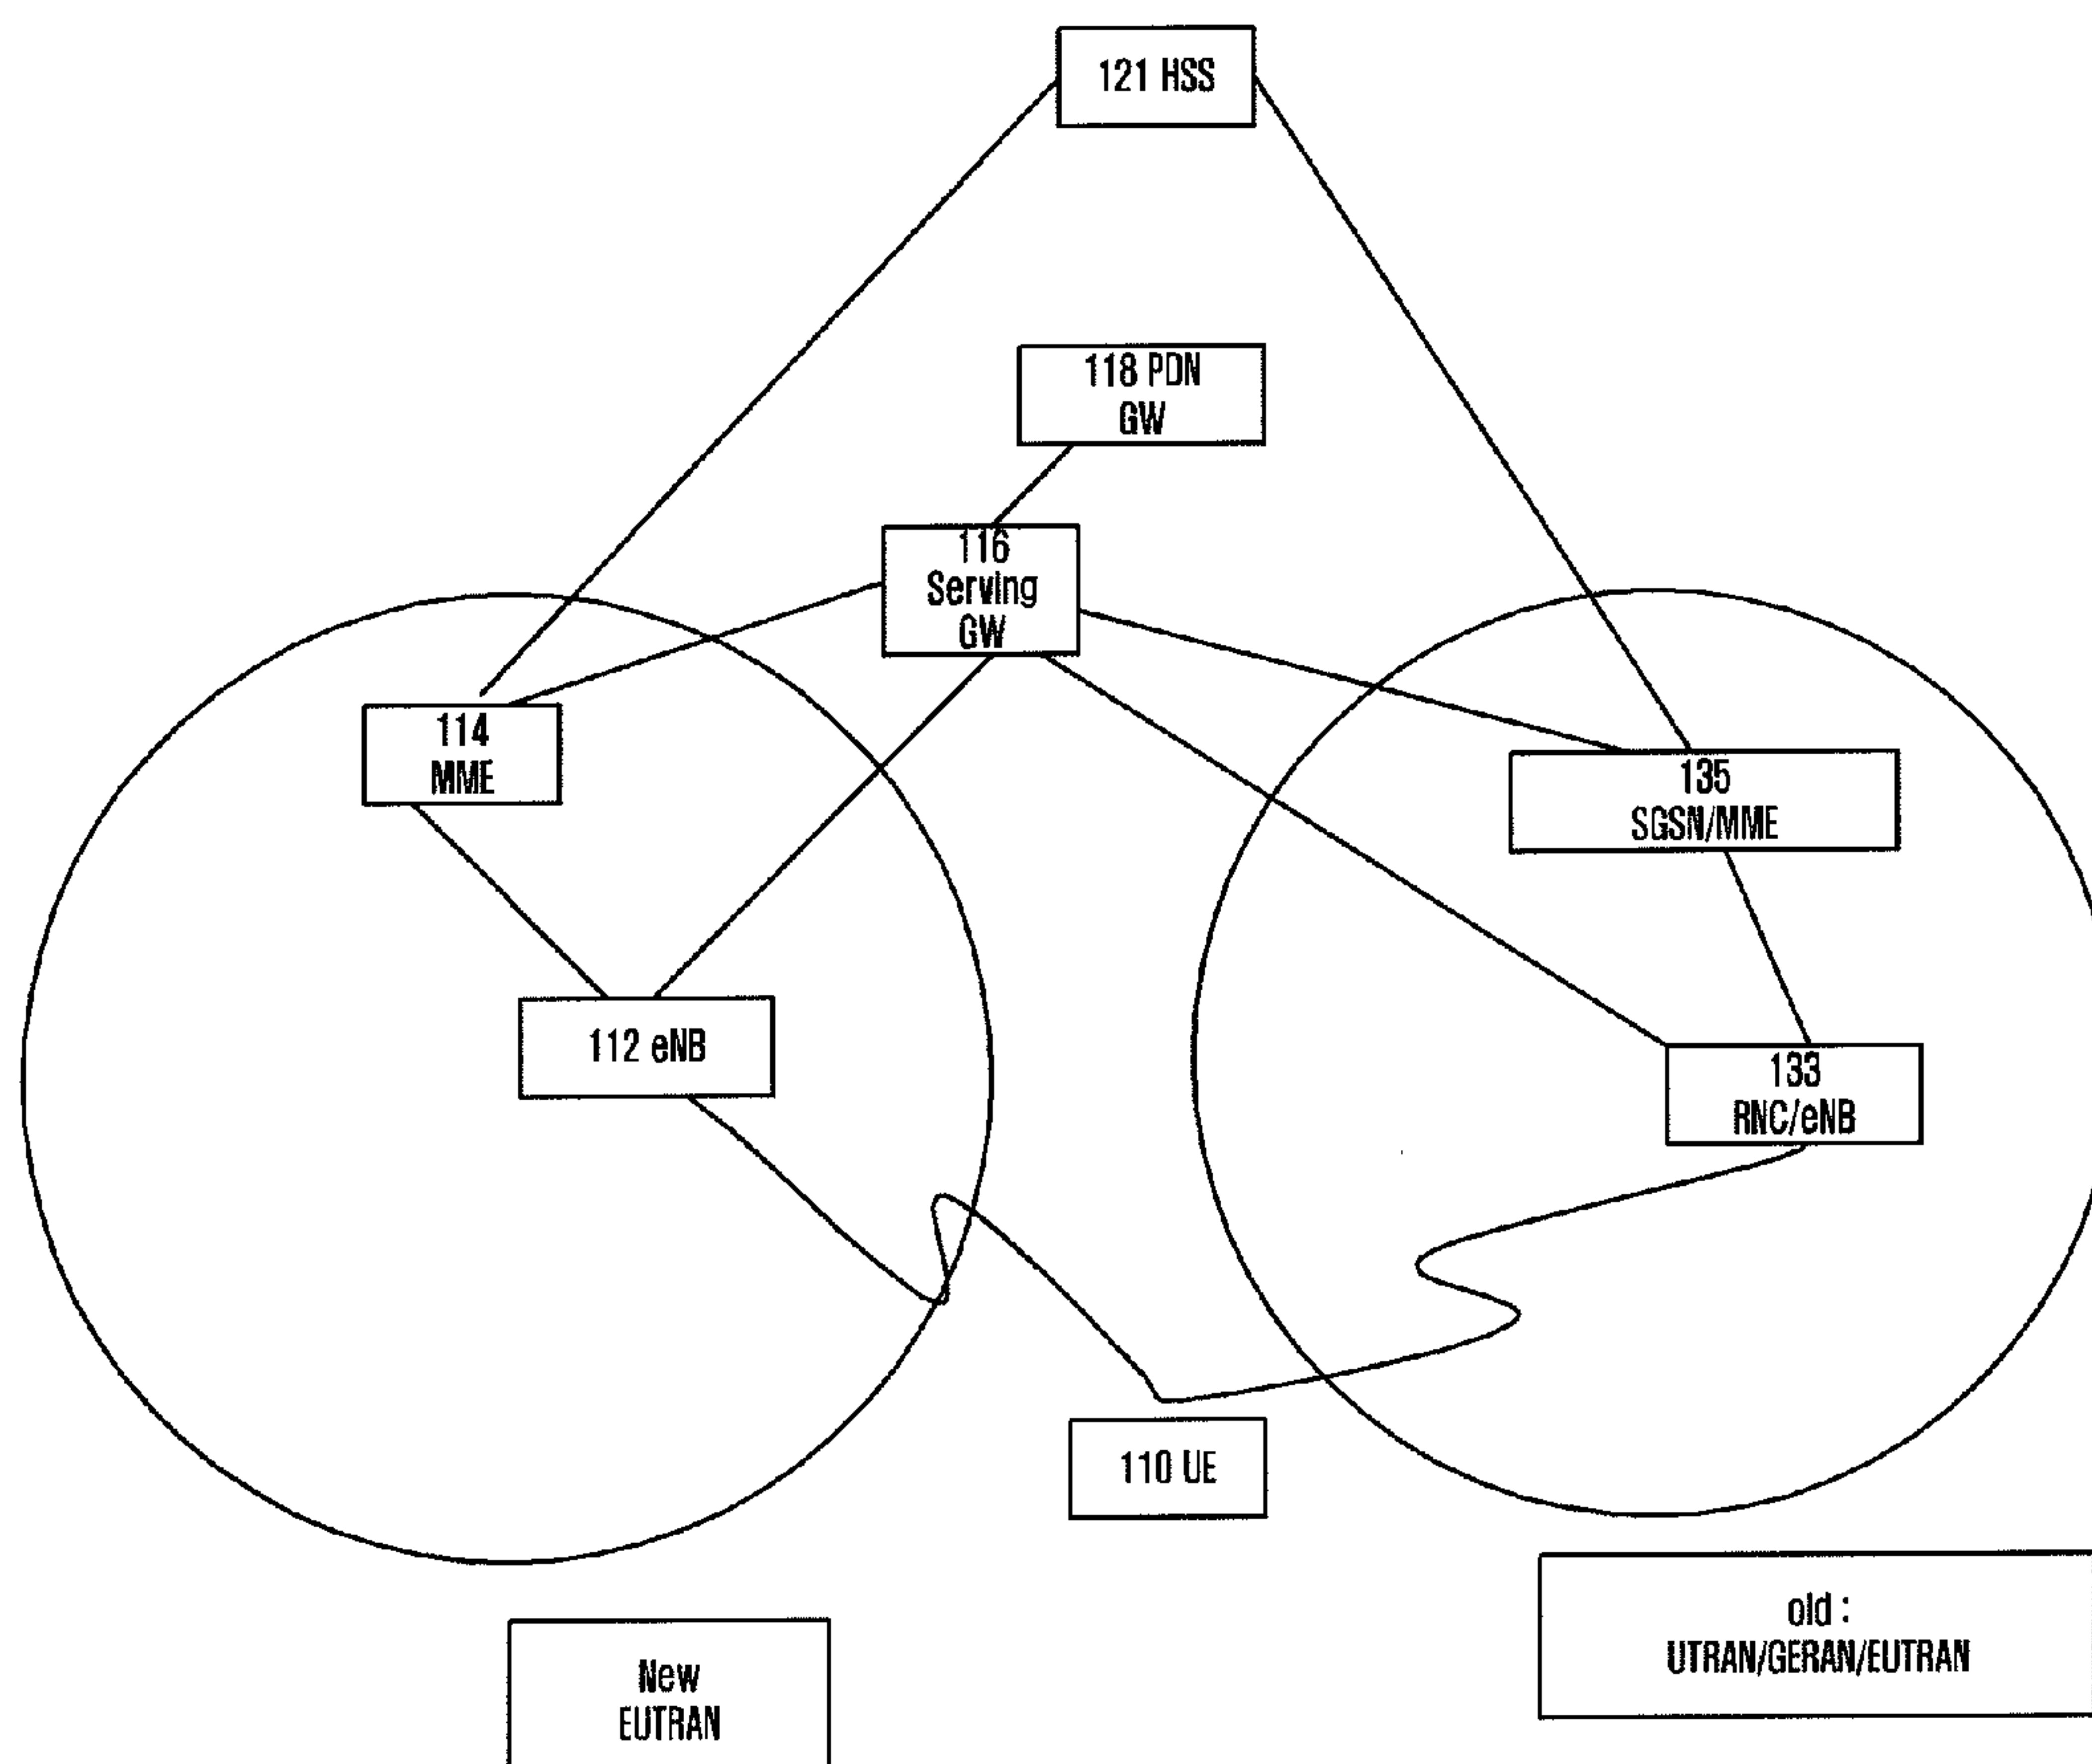 121 HSS
118 PDN
GW
116
Serving
GW
114
MME
135
SGSN/MME
112 eNB
133
RNC/eNB
110 UE
old :
UTRAN/GERAN/EUTRAN
New
EUTRAN